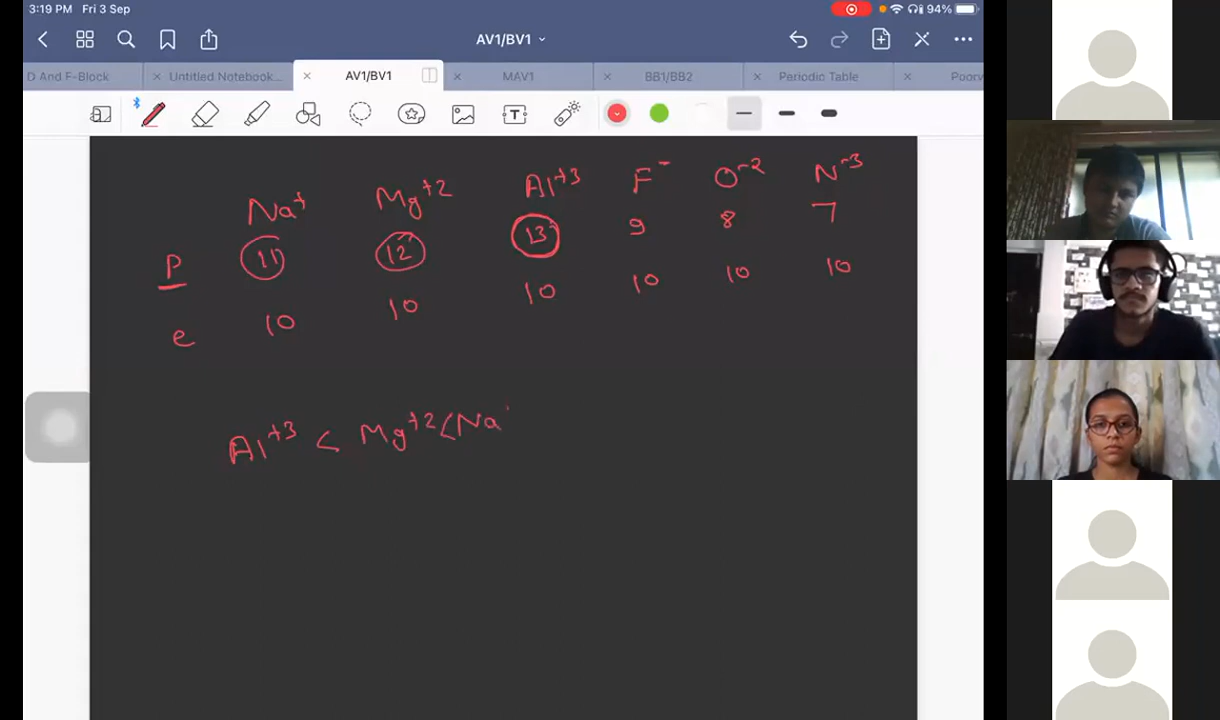 3:19 PM Fri 3 Sep 94%
AV1/BV1
D And F-Block Untitled Notebook... AV1/BV1 MAV1 BB1/BB2 Periodic Table Poorv
T
Na+ Mg+2 Al+3 F- O-2 N-3
P 11 12 13 9 8 7
e 10 10 10 10 10 10
Al+3 < Mg+2 < Na